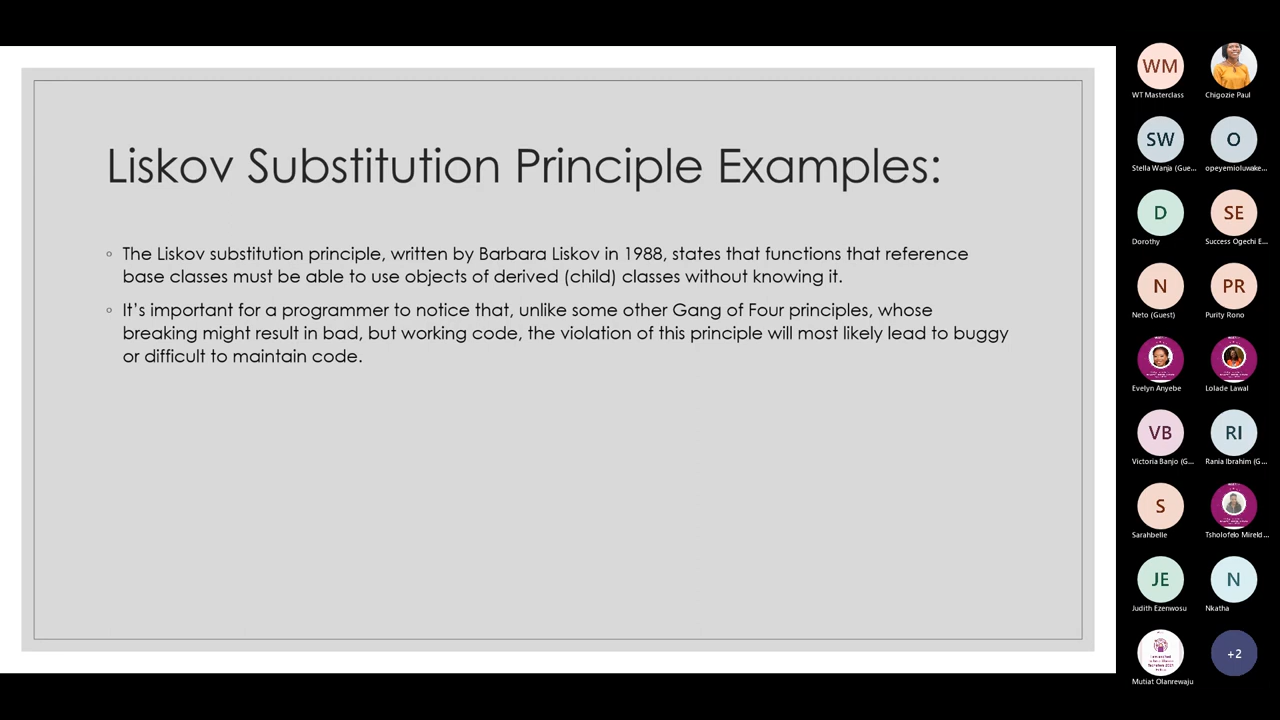 Liskov Substitution Principle Examples:
◦ The Liskov substitution principle, written by Barbara Liskov in 1988, states that functions that reference
base classes must be able to use objects of derived (child) classes without knowing it.
◦ It's important for a programmer to notice that, unlike some other Gang of Four principles, whose
breaking might result in bad, but working code, the violation of this principle will most likely lead to buggy
or difficult to maintain code.
WM
WT Masterclass
Chigozie Paul
SW
Stella Wanja (Gue...
O
opeyemioluwake...
D
Dorothy
SE
Success Ogechi E...
N
Neto (Guest)
PR
Purity Rono
Evelyn Anyebe
Lolade Lawal
VB
Victoria Banjo (G...
RI
Rania Ibrahim (G...
S
Sarahbelle
Tsholofelo Mireld...
JE
Judith Ezenwosu
N
Nkatha
Mutiat Olanrewaju
+2